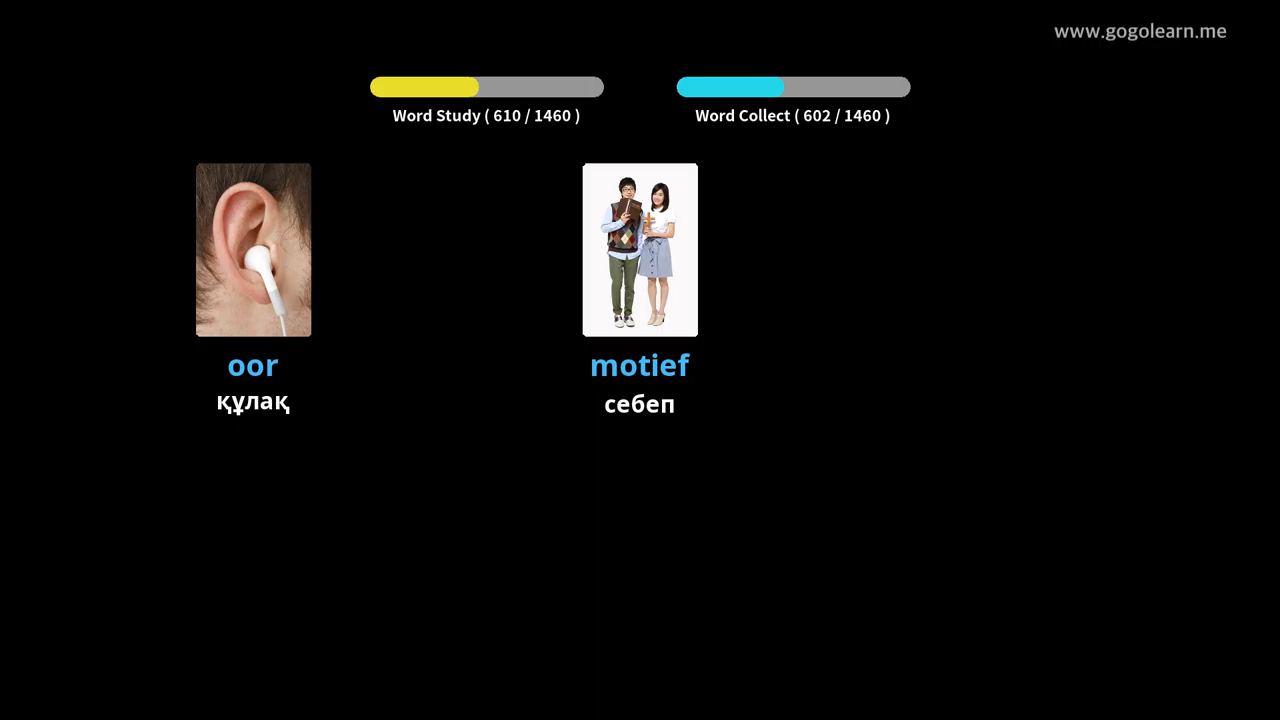 www.gogolearn.me
Word Study ( 610 / 1460 )
Word Collect ( 602 / 1460 )
oor
құлақ
motief
себеп